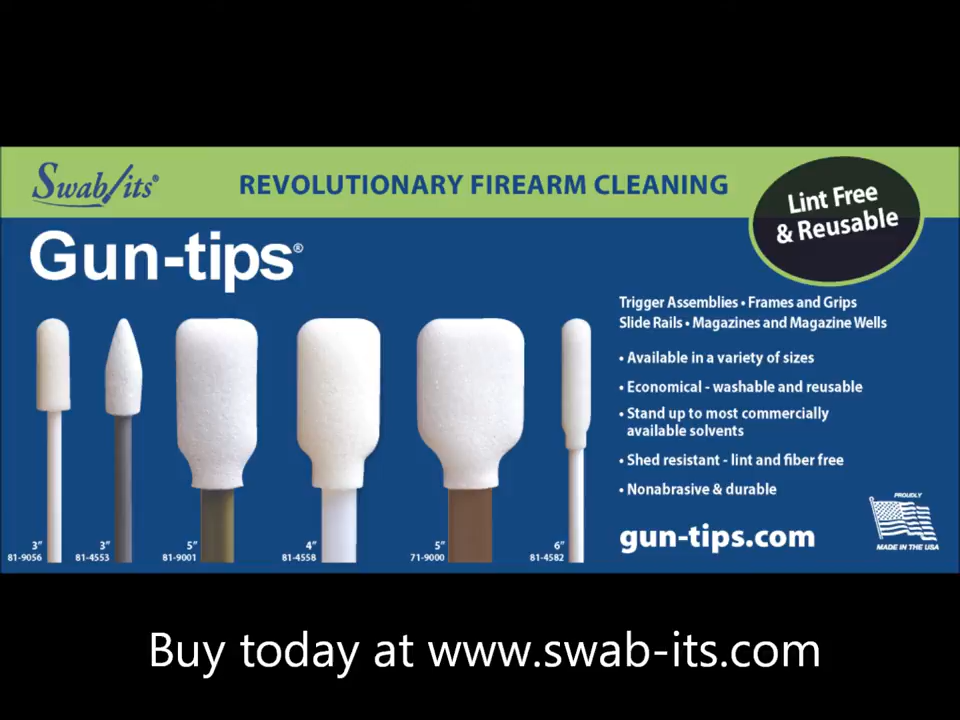 Swab/its®
REVOLUTIONARY FIREARM CLEANING
Lint Free
& Reusable
Gun-tips®
Trigger Assemblies • Frames and Grips
Slide Rails • Magazines and Magazine Wells
• Available in a variety of sizes
• Economical - washable and reusable
• Stand up to most commercially
available solvents
• Shed resistant - lint and fiber free
• Nonabrasive & durable
gun-tips.com
PROUDLY
MADE IN THE USA
3”
81-9056
3”
81-4553
5”
81-9001
4”
81-4558
5”
71-9000
6”
81-4582
Buy today at www.swab-its.com